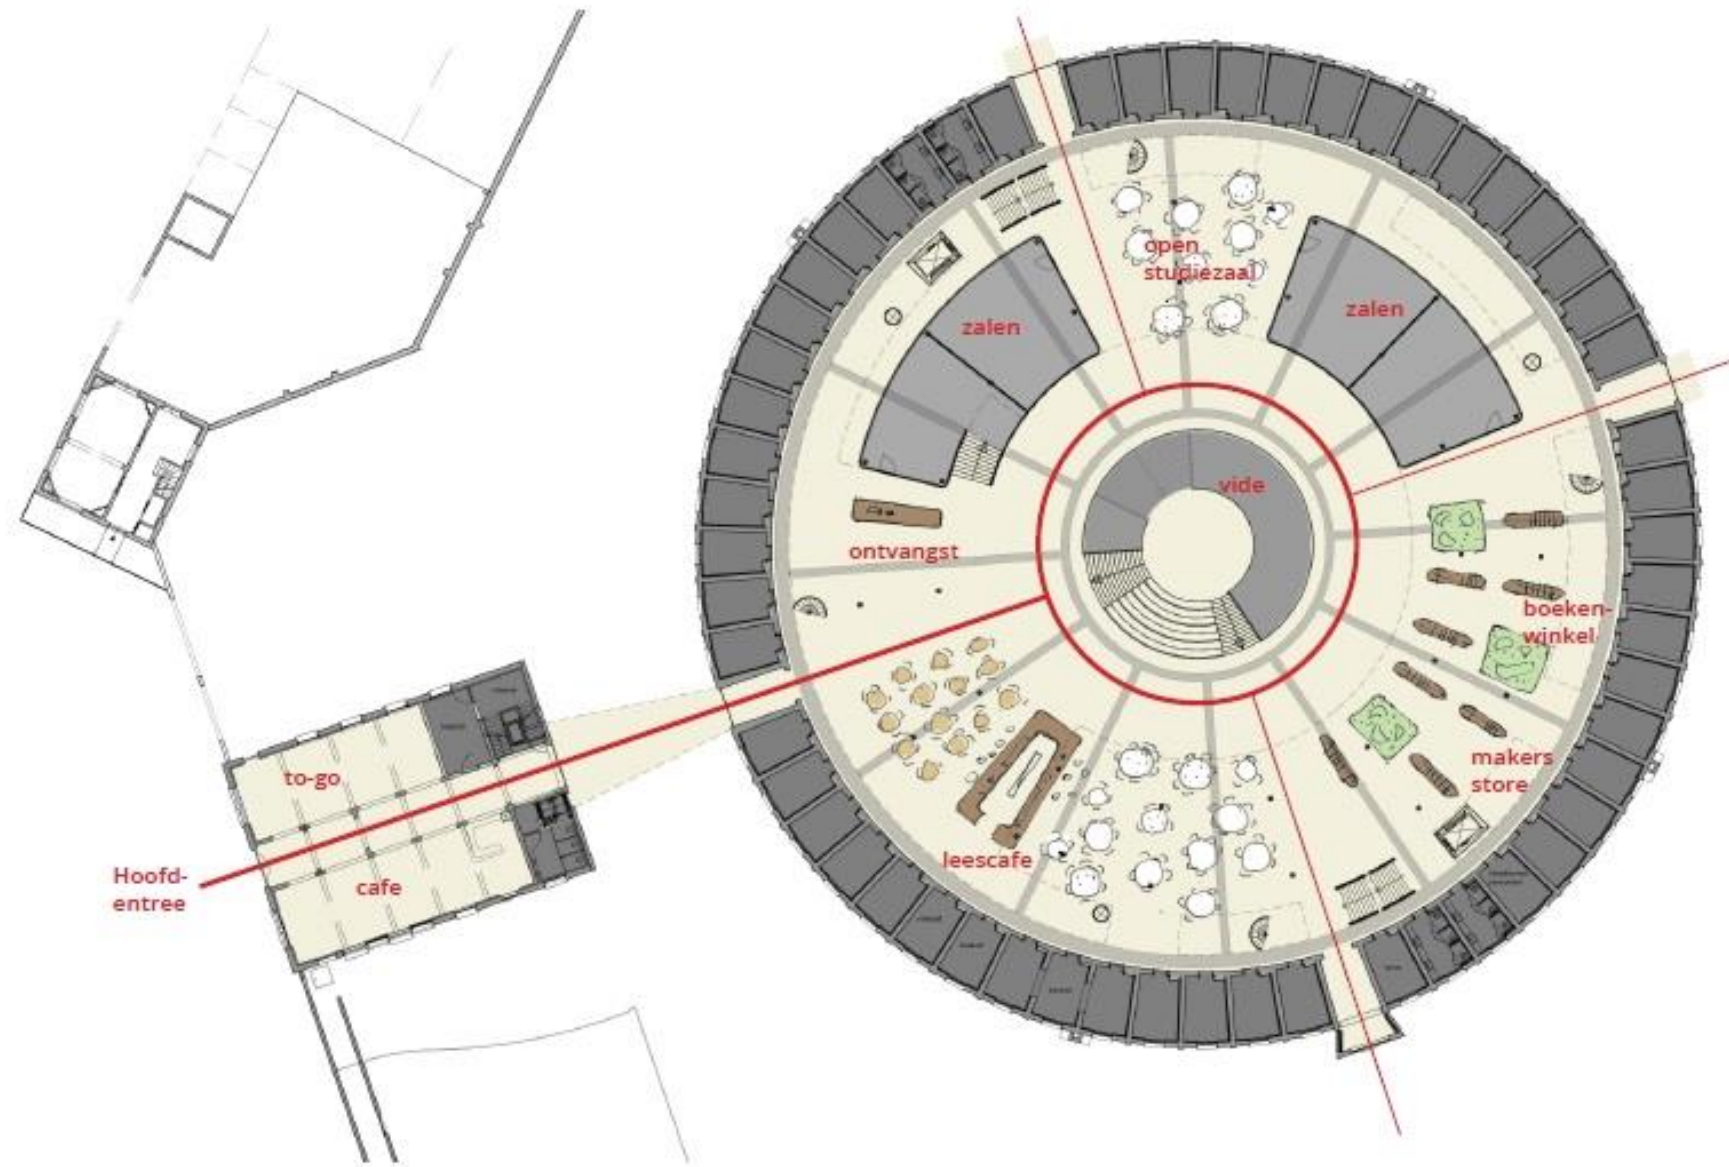 open
studiezaal
zalen
zalen
vide
ontvangst
boeken-
winkel
makers
store
to-go
leescafe
Hoofd-
entree
cafe